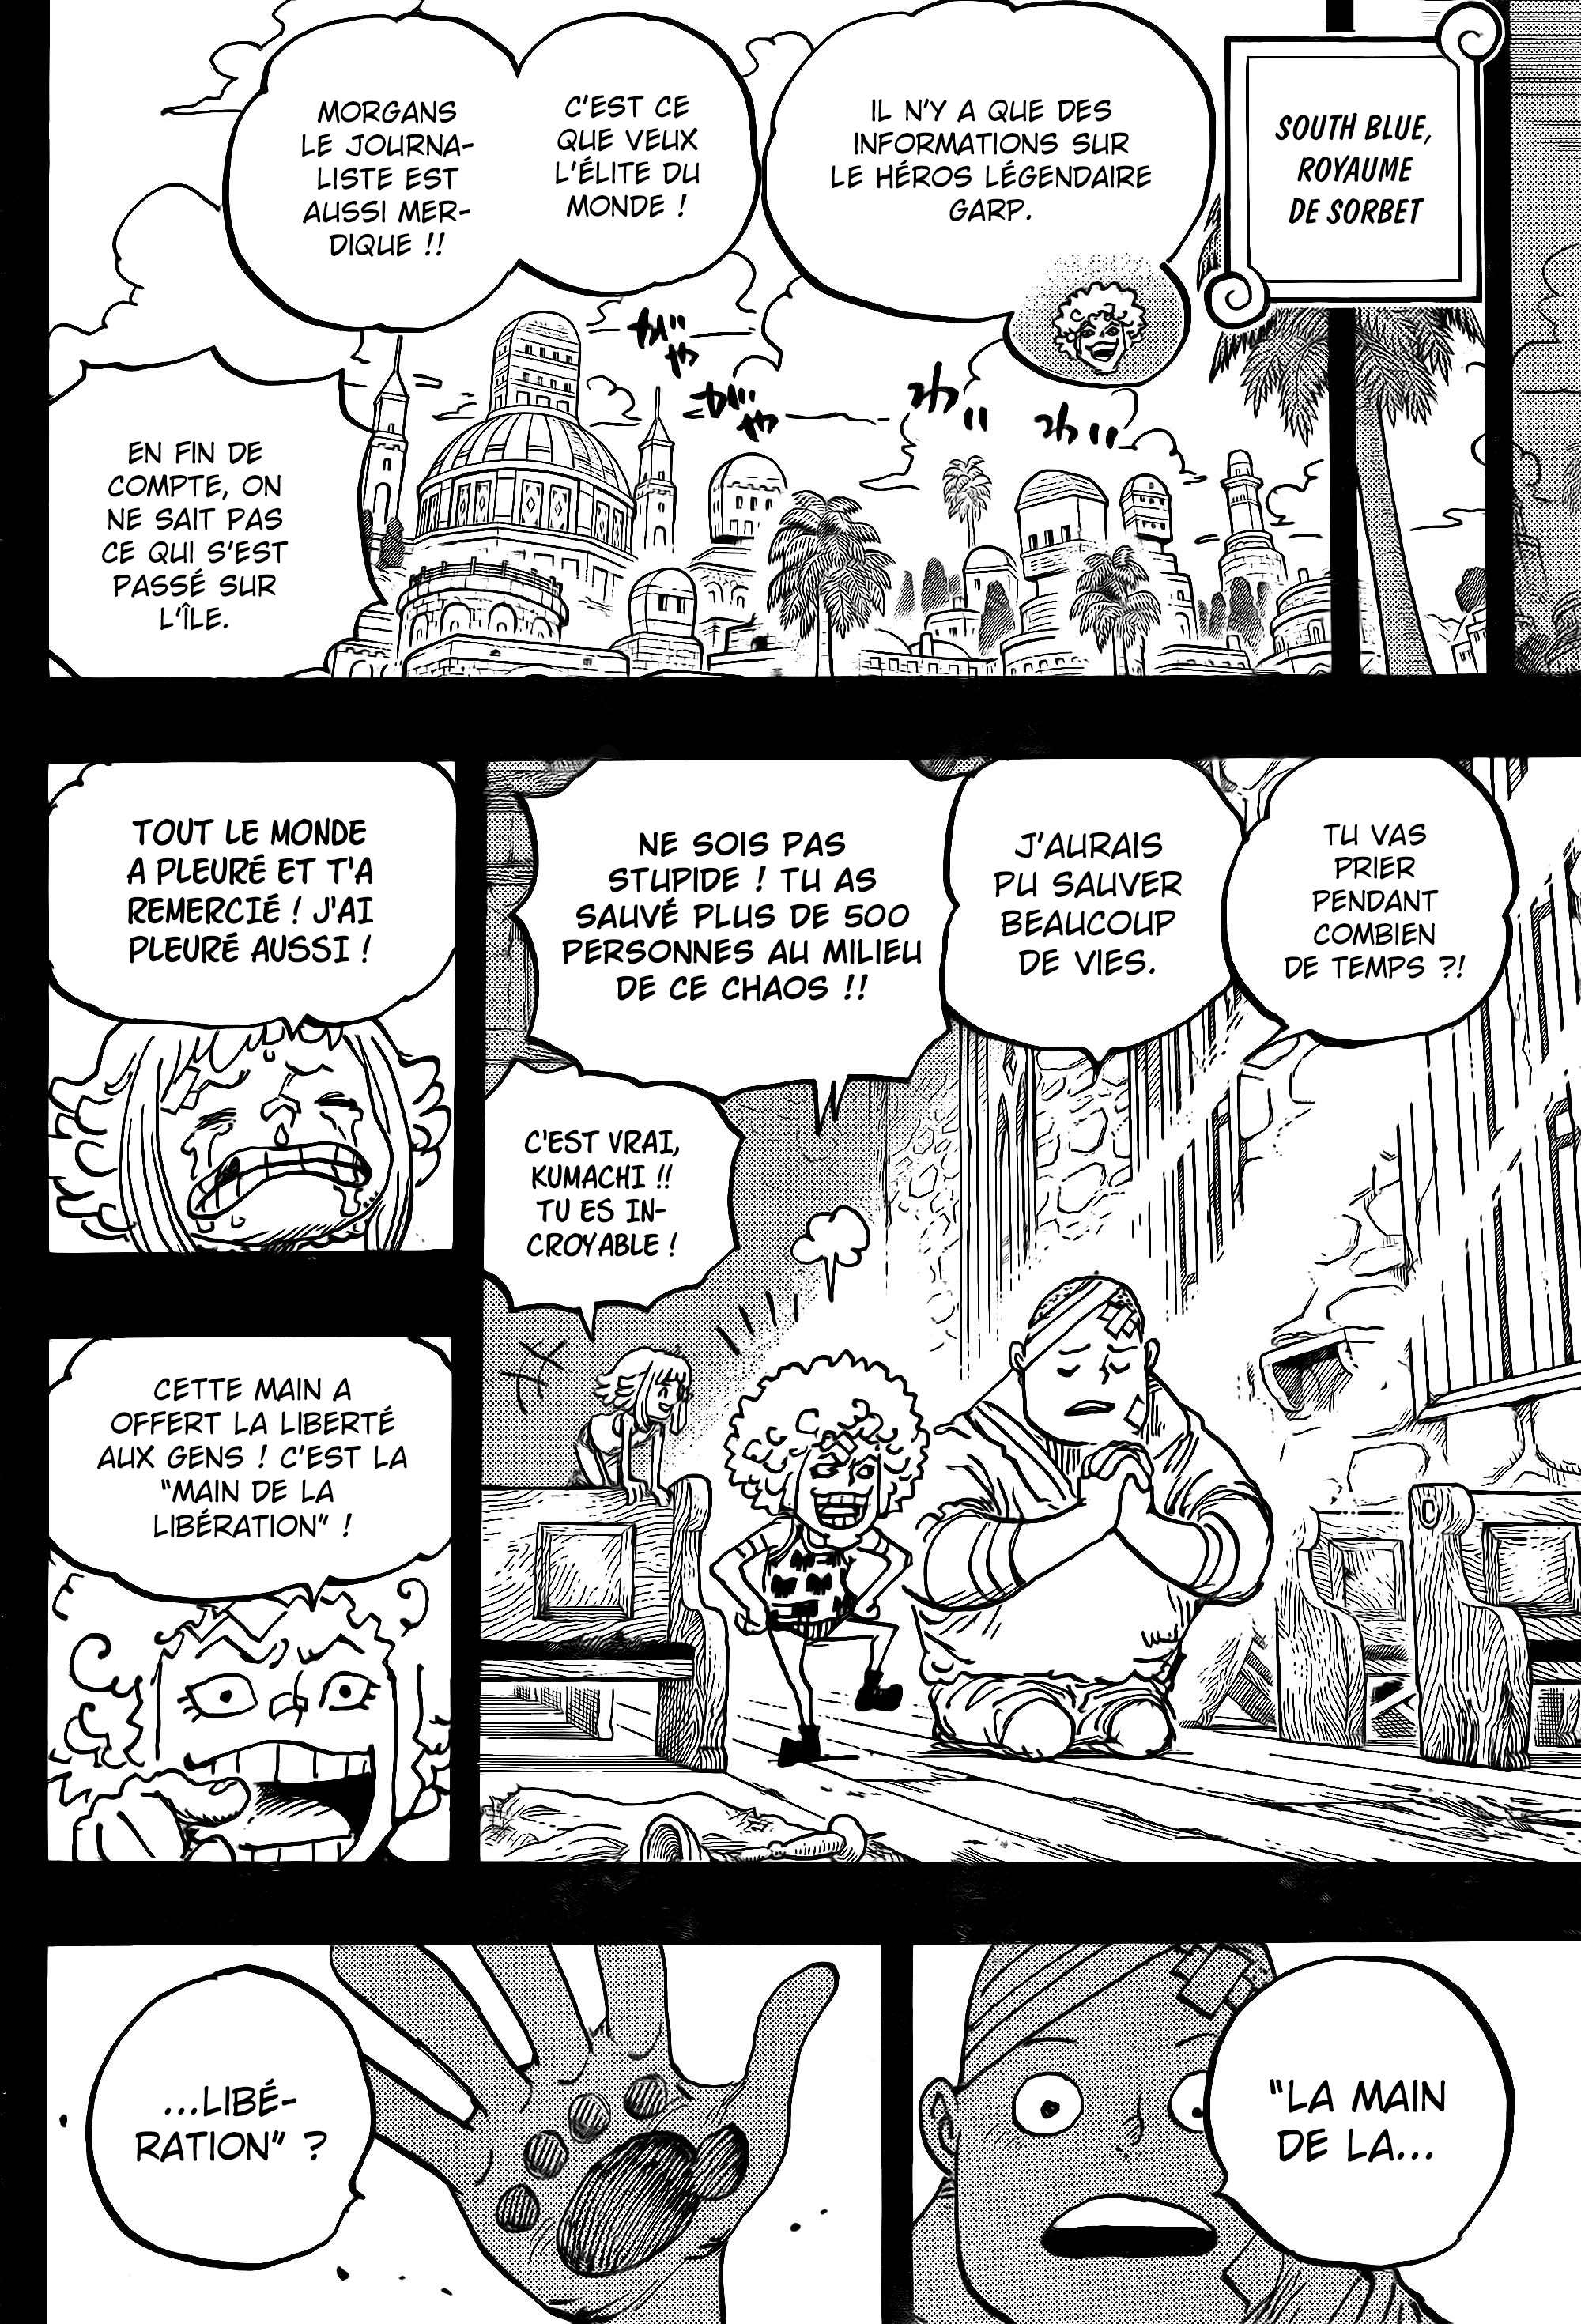 SOUTH BLUE,
ROYAUME
DE SORBET
IL N'Y A QUE DES
INFORMATIONS SUR
LE HÉROS LÉGENDAIRE
GARP.
C'EST CE
QUE VEUX
L'ÉLITE DU
MONDE !
MORGANS
LE JOURNA-
LISTE EST
AUSSI MER-
DIQUE !!
EN FIN DE
COMPTE, ON
NE SAIT PAS
CE QUI S'EST
PASSÉ SUR
L'ÎLE.
TU VAS
PRIER
PENDANT
COMBIEN
DE TEMPS ?!
J'AURAIS
PU SAUVER
BEAUCOUP
DE VIES.
NE SOIS PAS
STUPIDE ! TU AS
SAUVÉ PLUS DE 500
PERSONNES AU MILIEU
DE CE CHAOS !!
C'EST VRAI,
KUMACHI !!
TU ES IN-
CROYABLE !
TOUT LE MONDE
A PLEURÉ ET T'A
REMERCIÉ ! J'AI
PLEURÉ AUSSI !
CETTE MAIN A
OFFERT LA LIBERTÉ
AUX GENS ! C'EST LA
"MAIN DE LA
LIBÉRATION" !
"LA MAIN
DE LA...
...LIBÉ-
RATION" ?